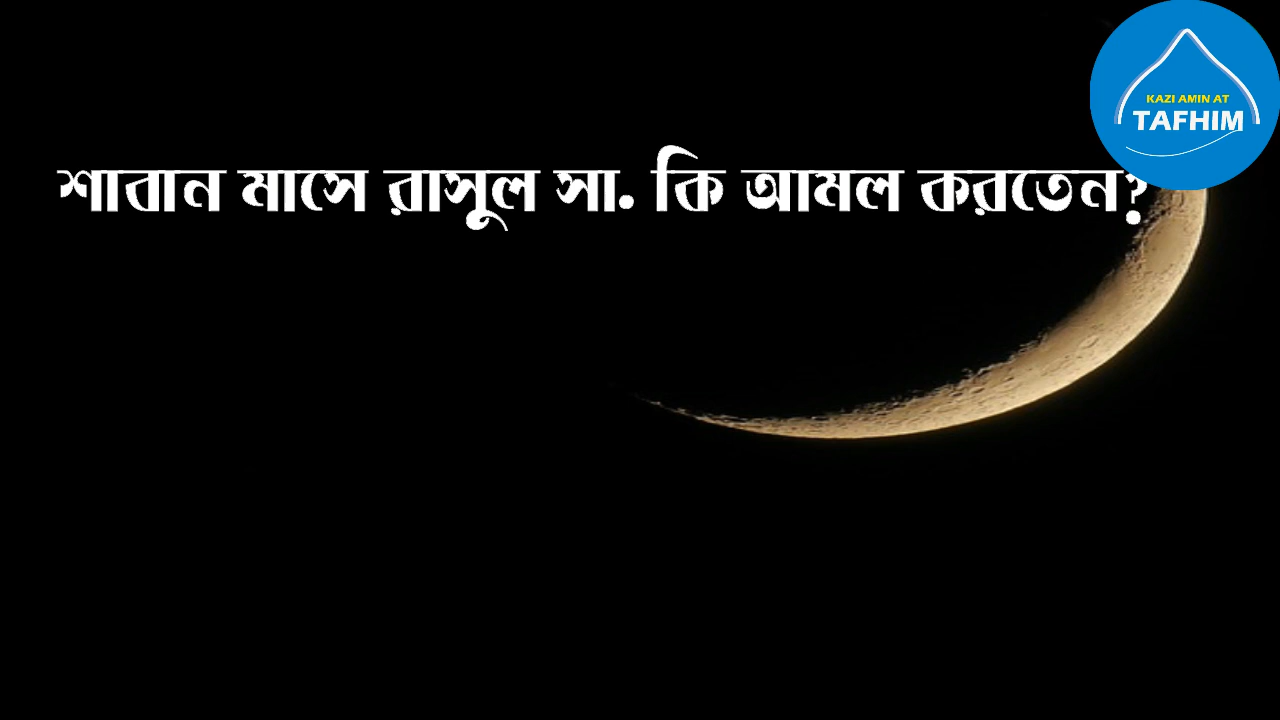 শাবান মাসে রাসুল সা. কি আমল করতেন?
KAZI AMIN AT
TAFHIM